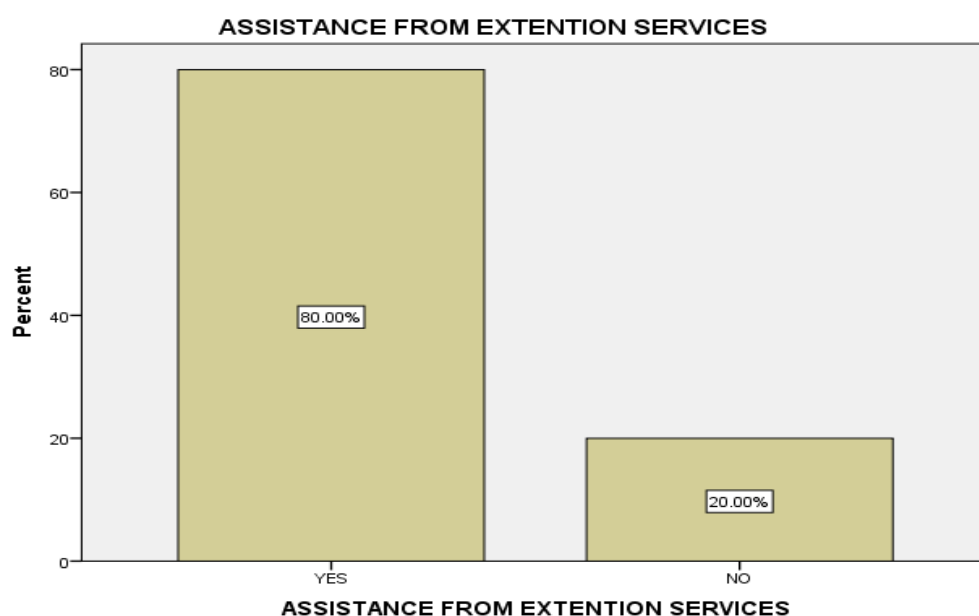 ASSISTANCE FROM EXTENTION SERVICES
80
60
40
20
0
Percent
80.00%
20.00%
YES
NO
ASSISTANCE FROM EXTENTION SERVICES